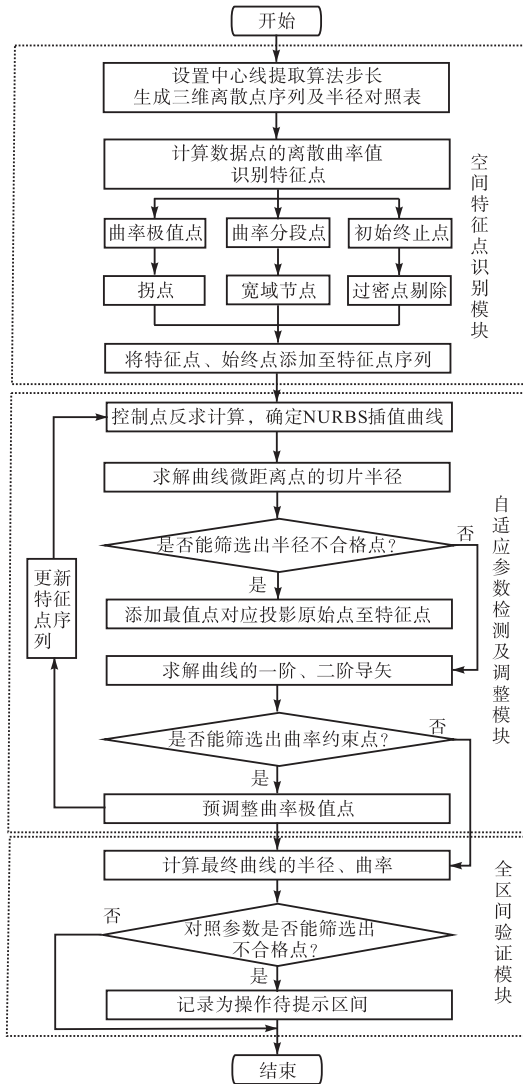 开始
设置中心线提取算法步长
生成三维离散点序列及半径对照表
计算数据点的离散曲率值
识别特征点
曲率极值点
曲率分段点
初始终止点
拐点
宽域节点
过密点剔除
将特征点、始终点添加至特征点序列
空间特征点识别模块
控制点反求计算，确定NURBS插值曲线
求解曲线微距离点的切片半径
是否能筛选出半径不合格点？
否
是
添加最值点对应投影原始点至特征点
更新特征点序列
求解曲线的一阶、二阶导矢
是否能筛选出曲率约束点？
否
是
预调整曲率极值点
自适应参数检测及调整模块
计算最终曲线的半径、曲率
对照参数是否能筛选出
不合格点？
否
是
记录为操作待提示区间
全区间验证模块
结束